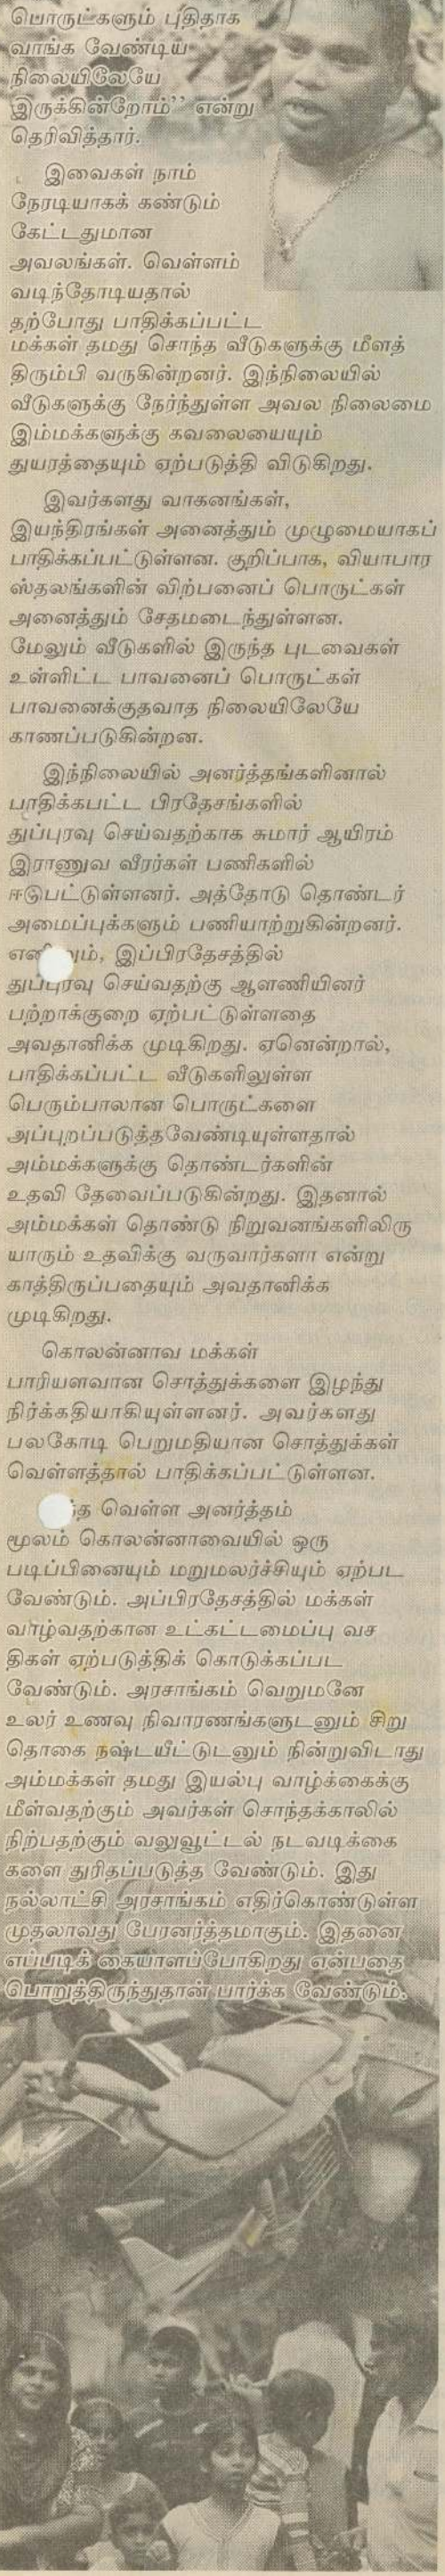 பொருட்களும் புதிதாக
வாங்க வேண்டிய
நிலையிலேயே
இருக்கின்றோம்'' என்று
தெரிவித்தார்.
இவைகள் நாம்
நேரடியாகக் கண்டும்
கேட்டதுமான
அவலங்கள். வெள்ளம்
வடிந்தோடியதால்
தற்போது பாதிக்கப்பட்ட
மக்கள் தமது சொந்த வீடுகளுக்கு மீளத்
திரும்பி வருகின்றனர். இந்நிலையில்
வீடுகளுக்கு நேர்ந்துள்ள அவல நிலைமை
இம்மக்களுக்கு கவலையையும்
துயரத்தையும் ஏற்படுத்தி விடுகிறது.
இவர்களது வாகனங்கள்,
இயந்திரங்கள் அனைத்தும் முழுமையாகப்
பாதிக்கப்பட்டுள்ளன. குறிப்பாக, வியாபார
ஸ்தலங்களின் விற்பனைப் பொருட்கள்
அனைத்தும் சேதமடைந்துள்ளன.
மேலும் வீடுகளில் இருந்த புடவைகள்
உள்ளிட்ட பாவனைப் பொருட்கள்
பாவனைக்குதவாத நிலையிலேயே
காணப்படுகின்றன.
இந்நிலையில் அனர்த்தங்களினால்
பாதிக்கபட்ட பிரதேசங்களில்
துப்புரவு செய்வதற்காக சுமார் ஆயிரம்
இராணுவ வீரர்கள் பணிகளில்
ஈடுபட்டுள்ளனர். அத்தோடு தொண்டர்
அமைப்புக்களும் பணியாற்றுகின்றனர்.
இப்பிரதேசத்தில்
துப்புரவு செய்வதற்கு ஆளணியினர்
பற்றாக்குறை ஏற்பட்டுள்ளதை
அவதானிக்க முடிகிறது. ஏனென்றால்,
பாதிக்கப்பட்ட வீடுகளிலுள்ள
பெரும்பாலான பொருட்களை
அப்புறப்படுத்தவேண்டியுள்ளதால்
அம்மக்களுக்கு தொண்டர்களின்
உதவி தேவைப்படுகின்றது. இதனால்
அம்மக்கள் தொண்டு நிறுவனங்களிலிரு
யாரும் உதவிக்கு வருவார்களா என்று
காத்திருப்பதையும் அவதானிக்க
முடிகிறது.
கொலன்னாவ மக்கள்
பாரியளவான சொத்துக்களை இழந்து
நிர்க்கதியாகியுள்ளனர். அவர்களது
பலகோடி பெறுமதியான சொத்துக்கள்
வெள்ளத்தால் பாதிக்கப்பட்டுள்ளன.
வெள்ள அனர்த்தம்
மூலம் கொலன்னாவையில் ஒரு
படிப்பினையும் மறுமலர்ச்சியும் ஏற்பட
வேண்டும். அப்பிரதேசத்தில் மக்கள்
வாழ்வதற்கான உட்கட்டமைப்பு வச
திகள் ஏற்படுத்திக் கொடுக்கப்பட
வேண்டும். அரசாங்கம் வெறுமனே
உலர் உணவு நிவாரணங்களுடனும் சிறு
தொகை நஷ்டயீட்டுடனும் நின்றுவிடாது
அம்மக்கள் தமது இயல்பு வாழ்க்கைக்கு
மீள்வதற்கும் அவர்கள் சொந்தக்காலில்
நிற்பதற்கும் வலுவூட்டல் நடவடிக்கை
களை துரிதப்படுத்த வேண்டும். இது
நல்லாட்சி அரசாங்கம் எதிர்கொண்டுள்ள
முதலாவது பேரனர்த்தமாகும். இதனை
எப்படிக் கையாளப்போகிறது என்பதை
பொறுத்திருந்துதான் பார்க்க வேண்டும்.